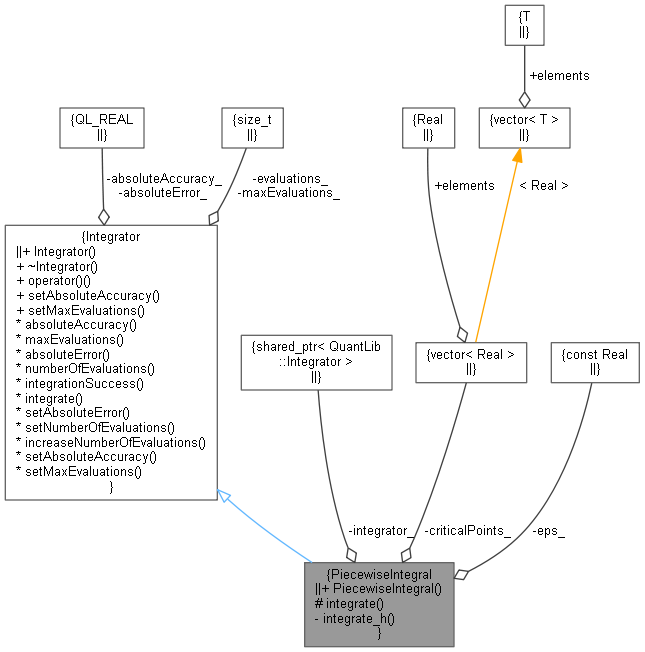 {T
||}
+elements
{QL_REAL
||}
{size_t
||}
{Real
||}
{vector< T >
||}
-absoluteAccuracy_
-absoluteError_
-evaluations_
-maxEvaluations_
+elements
< Real >
{Integrator
||+ Integrator()
+ ~Integrator()
+ operator()()
+ setAbsoluteAccuracy()
+ setMaxEvaluations()
* absoluteAccuracy()
* maxEvaluations()
* absoluteError()
* numberOfEvaluations()
* integrationSuccess()
* integrate()
* setAbsoluteError()
* setNumberOfEvaluations()
* increaseNumberOfEvaluations()
* setAbsoluteAccuracy()
* setMaxEvaluations()
}
{shared_ptr< QuantLib
::Integrator >
||}
{vector< Real >
||}
{const Real
||}
-integrator_
-criticalPoints_
-eps_
{PiecewiseIntegral
||+ PiecewiseIntegral()
# integrate()
- integrate_h()
}